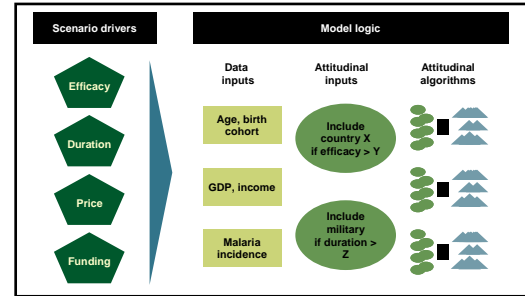 Scenario drivers
Model logic
Efficacy
Duration
Price
Funding
Data
inputs
Age, birth
cohort
GDP, income
Malaria
incidence
Attitudinal
inputs
Include
country X
if efficacy > Y
Include
military
if duration >
Z
Attitudinal
algorithms